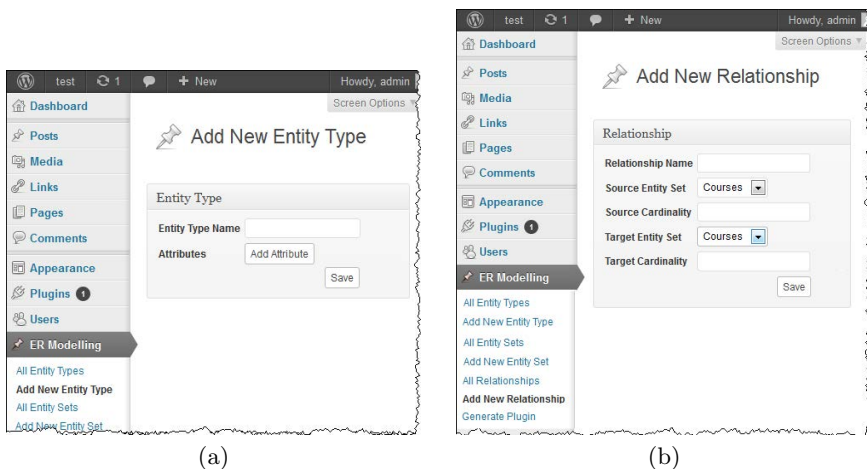 test 1 + New Howdy, admin
Screen Options
Dashboard
Posts
Media
Links
Pages
Comments
Appearance
Plugins 1
Users
ER Modelling
All Entity Types
Add New Entity Type
All Entity Sets
Add New Entity Set
Add New Entity Type
Entity Type
Entity Type Name
Attributes Add Attribute
Save
(a)
test 1 + New Howdy, admin
Screen Options
Dashboard
Posts
Media
Links
Pages
Comments
Appearance
Plugins 1
Users
ER Modelling
All Entity Types
Add New Entity Type
All Entity Sets
Add New Entity Set
All Relationships
Add New Relationship
Generate Plugin
Add New Relationship
Relationship
Relationship Name
Source Entity Set Courses
Source Cardinality
Target Entity Set Courses
Target Cardinality
Save
(b)